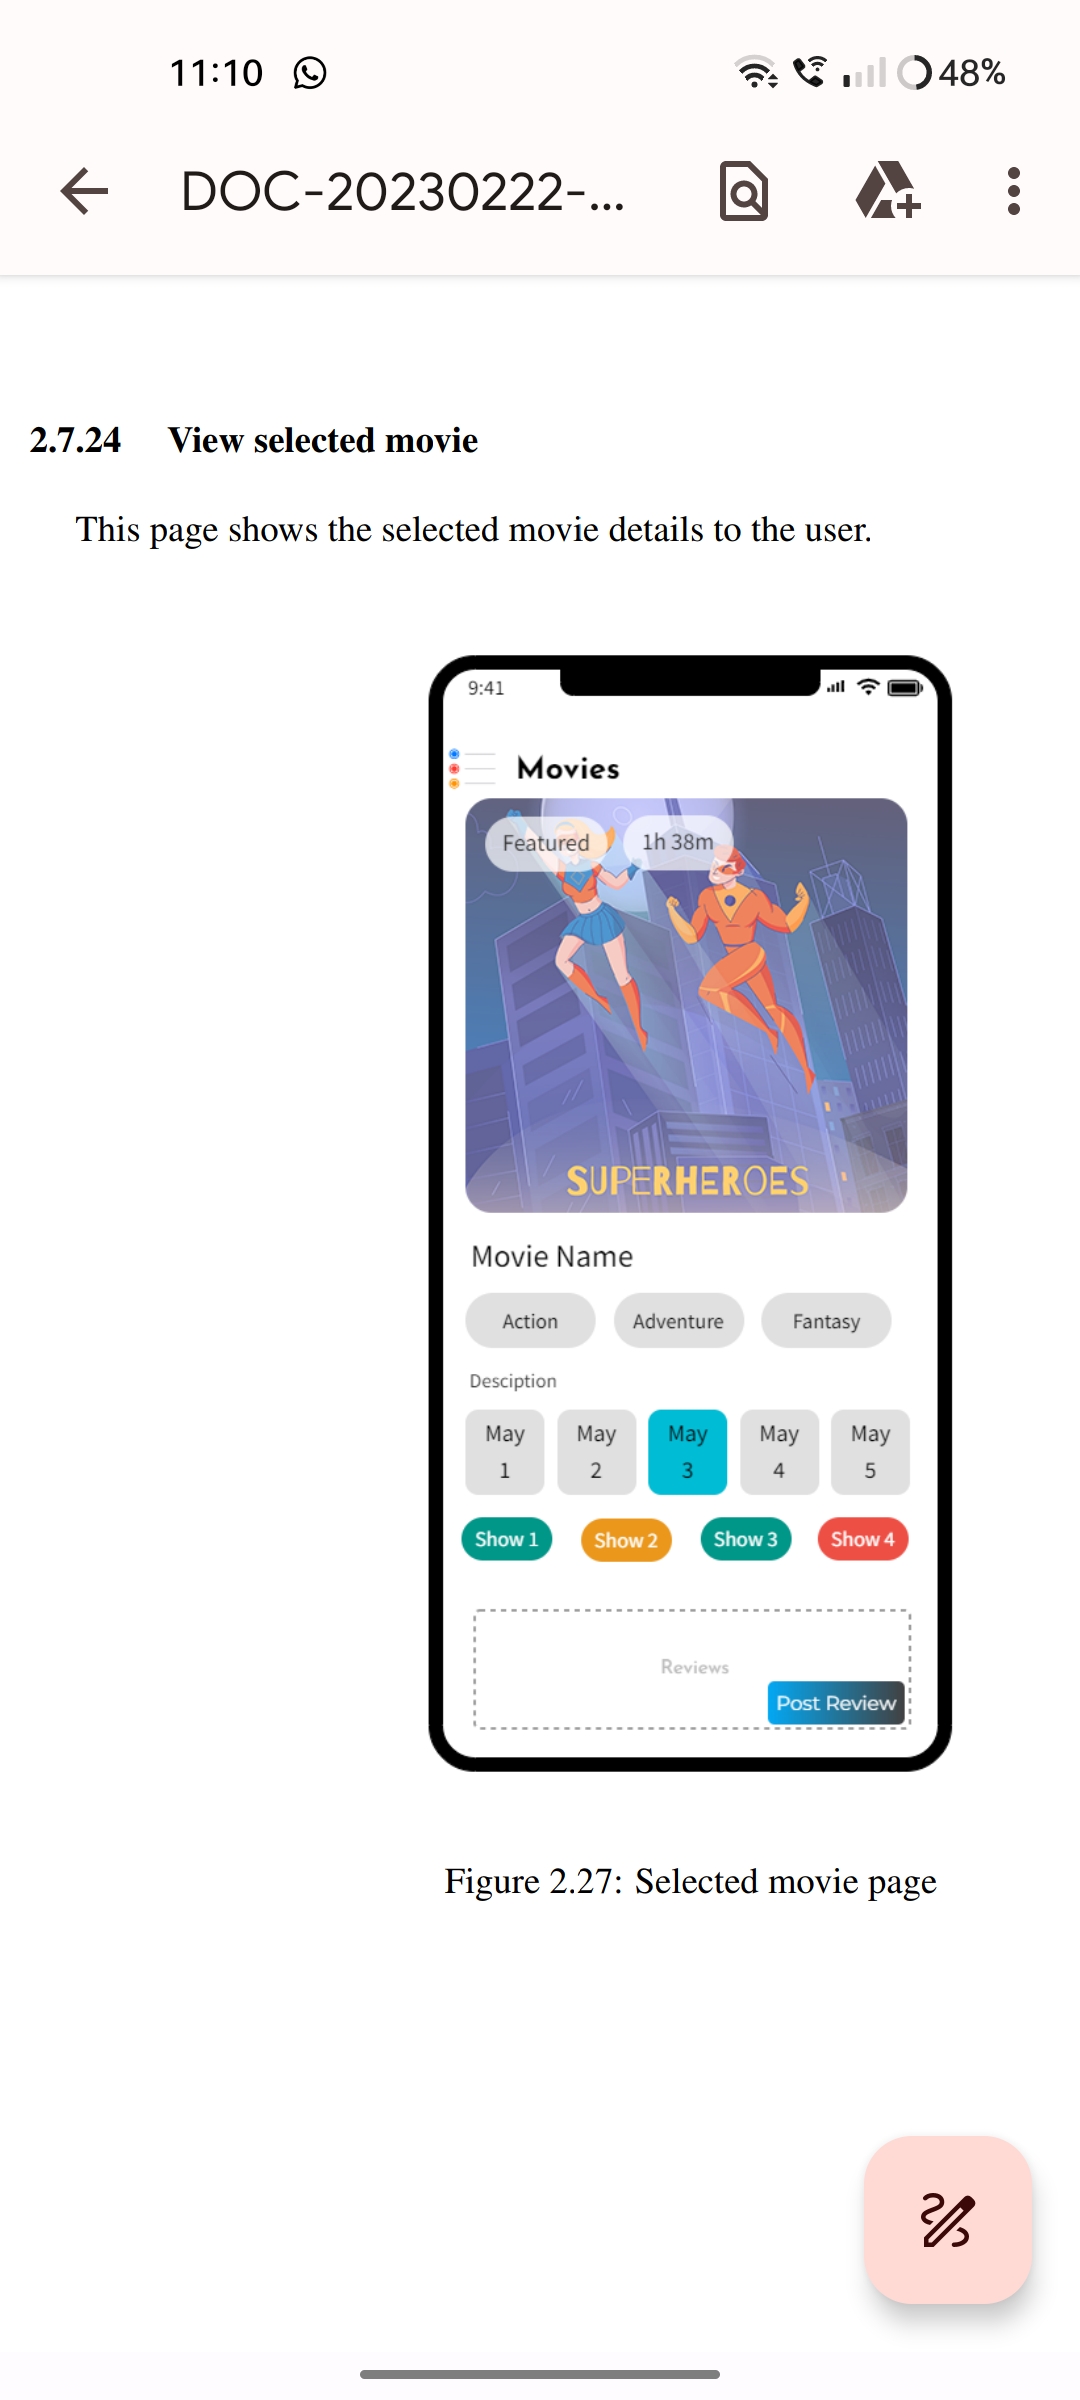 11:10
48%
DOC-20230222-...
2.7.24 View selected movie
This page shows the selected movie details to the user.
9:41
Movies
Featured 1h 38m
SUPERHEROES
Movie Name
Action Adventure Fantasy
Desciption
May May May May May
1 2 3 4 5
Show 1 Show 2 Show 3 Show 4
Reviews
Post Review
Figure 2.27: Selected movie page